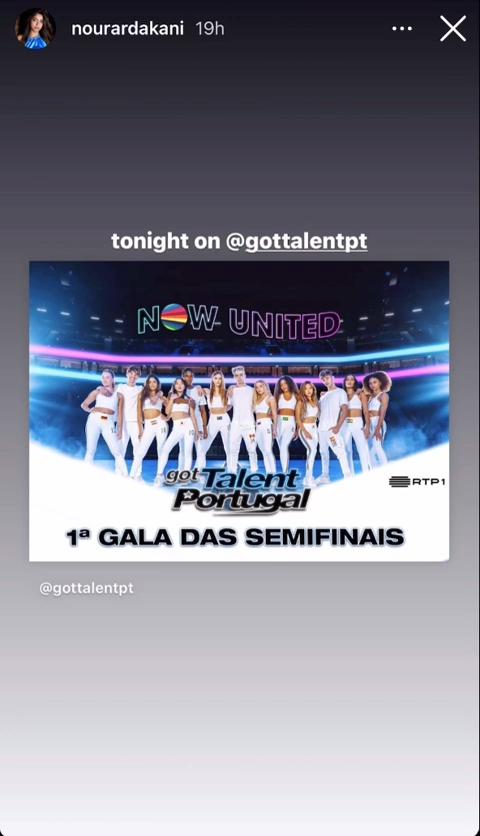 nourardakani 19h
tonight on @gottalentpt
NOW UNITED
got Talent
Portugal
RTP1
1ª GALA DAS SEMIFINAIS
@gottalentpt